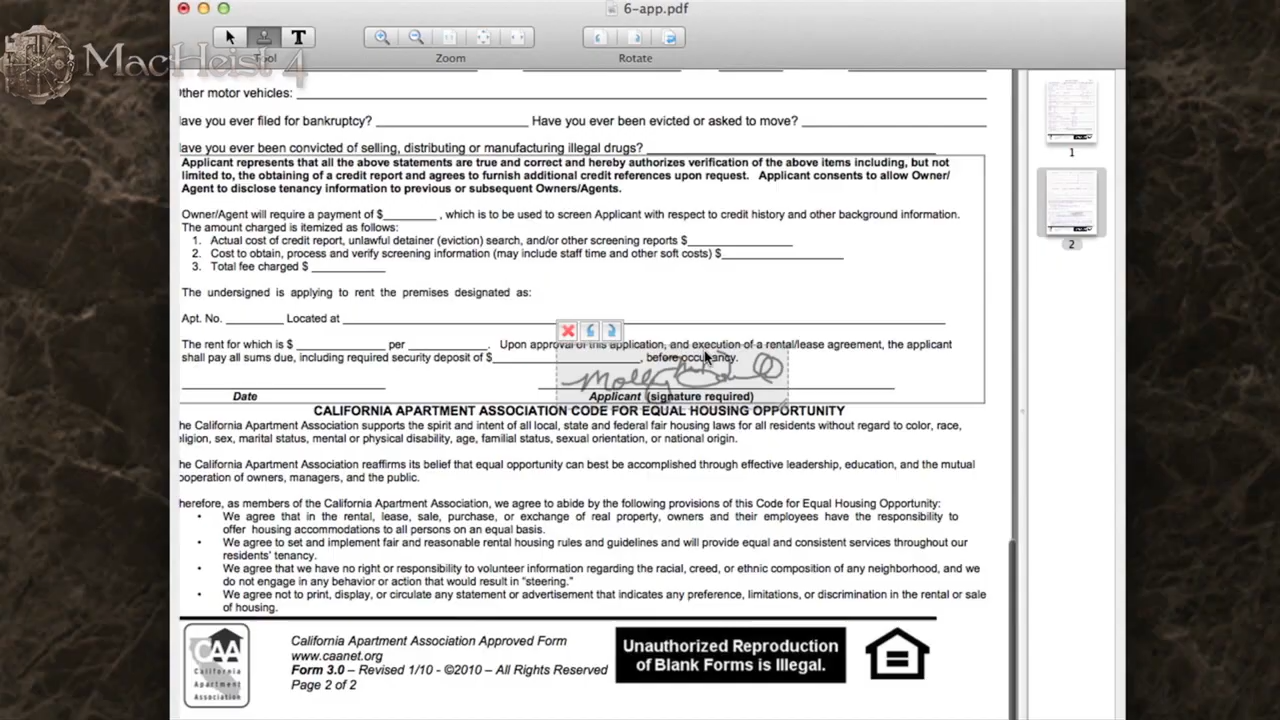 6-app.pdf
MacHeist 4
T
Tool
Zoom
Rotate
Other motor vehicles:
Have you ever filed for bankruptcy? Have you ever been evicted or asked to move?
Have you ever been convicted of selling, distributing or manufacturing illegal drugs?
Applicant represents that all the above statements are true and correct and hereby authorizes verification of the above items including, but not
limited to, the obtaining of a credit report and agrees to furnish additional credit references upon request. Applicant consents to allow Owner/
Agent to disclose tenancy information to previous or subsequent Owners/Agents.
Owner/Agent will require a payment of $________ , which is to be used to screen Applicant with respect to credit history and other background information.
The amount charged is itemized as follows:
1. Actual cost of credit report, unlawful detainer (eviction) search, and/or other screening reports $
2. Cost to obtain, process and verify screening information (may include staff time and other soft costs) $
3. Total fee charged $
The undersigned is applying to rent the premises designated as:
Apt. No. ________ Located at
The rent for which is $ ________ per ________. Upon approval of this application, and execution of a rental/lease agreement, the applicant
shall pay all sums due, including required security deposit of $________, before occupancy.
Molly
Date Applicant (signature required)
CALIFORNIA APARTMENT ASSOCIATION CODE FOR EQUAL HOUSING OPPORTUNITY
he California Apartment Association supports the spirit and intent of all local, state and federal fair housing laws for all residents without regard to color, race,
eligion, sex, marital status, mental or physical disability, age, familial status, sexual orientation, or national origin.
he California Apartment Association reaffirms its belief that equal opportunity can best be accomplished through effective leadership, education, and the mutual
ooperation of owners, managers, and the public.
herefore, as members of the California Apartment Association, we agree to abide by the following provisions of this Code for Equal Housing Opportunity:
• We agree that in the rental, lease, sale, purchase, or exchange of real property, owners and their employees have the responsibility to
offer housing accommodations to all persons on an equal basis.
• We agree to set and implement fair and reasonable rental housing rules and guidelines and will provide equal and consistent services throughout our
residents' tenancy.
• We agree that we have no right or responsibility to volunteer information regarding the racial, creed, or ethnic composition of any neighborhood, and we
do not engage in any behavior or action that would result in "steering."
• We agree not to print, display, or circulate any statement or advertisement that indicates any preference, limitations, or discrimination in the rental or sale
of housing.
CAA
California
Apartment
Association
California Apartment Association Approved Form
www.caanet.org
Form 3.0 – Revised 1/10 - ©2010 – All Rights Reserved
Page 2 of 2
Unauthorized Reproduction
of Blank Forms is Illegal.
1
2